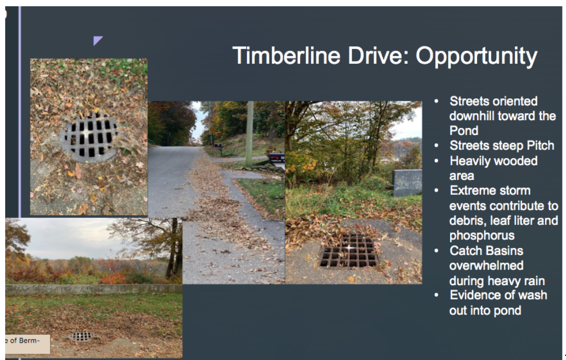 Timberline Drive: Opportunity
• Streets oriented
downhill toward the
Pond
• Streets steep Pitch
• Heavily wooded
area
• Extreme storm
events contribute to
debris, leaf liter and
phosphorus
• Catch Basins
overwhelmed
during heavy rain
• Evidence of wash
out into pond
e of Berm-